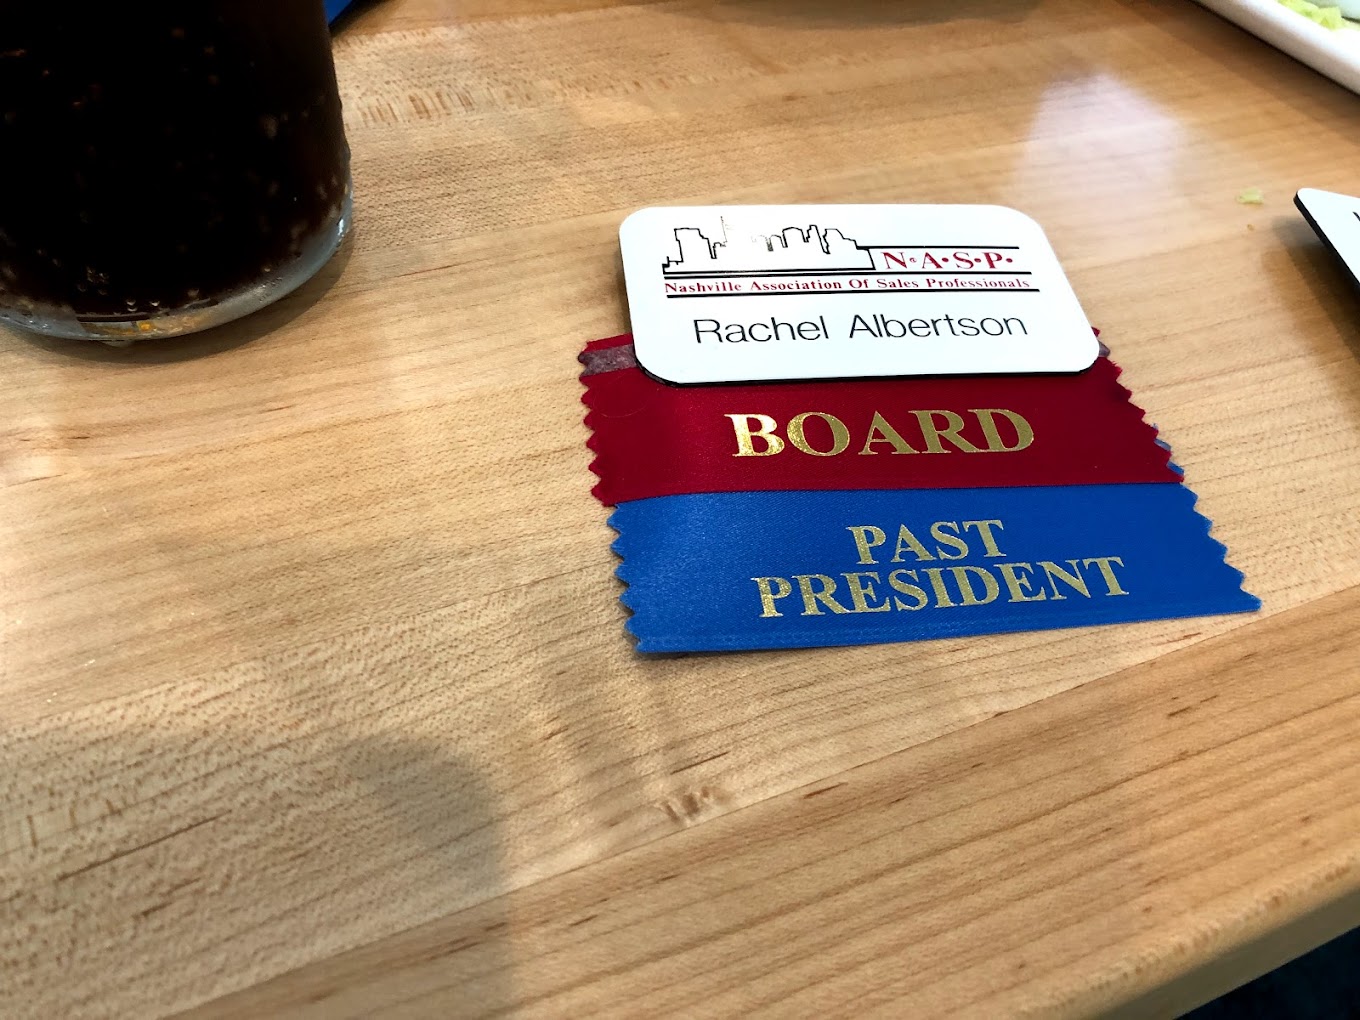 N•A•S•P•
Nashville Association Of Sales Professionals
Rachel Albertson
BOARD
PAST
PRESIDENT